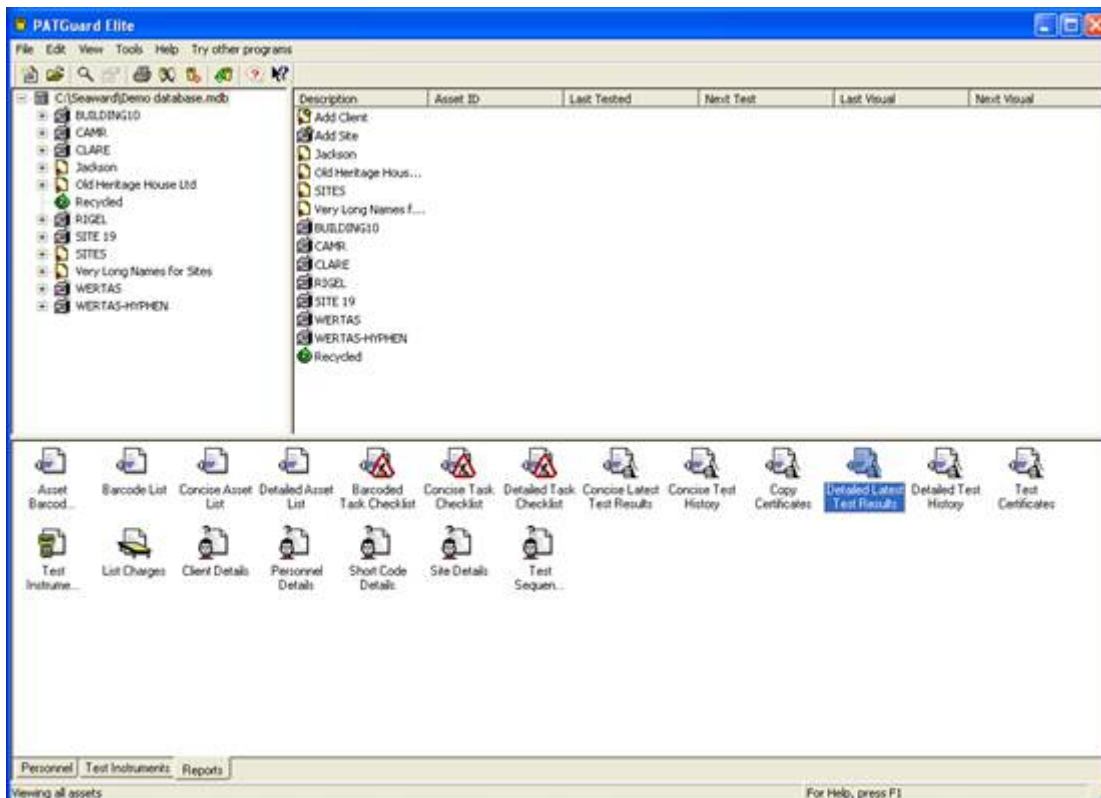 PATGuard Elite
File Edit View Tools Help Try other programs
C:\Seaward\Demo database.mdb
BUILDING10
CAMR
CLARE
Jackson
Old Heritage House Ltd
Recycled
RIGEL
SITE 19
SITES
Very Long Names for Sites
WERTAS
WERTAS-HYPHEN
Description Asset ID Last Tested Next Test Last Visual Next Visual
Add Client
Add Site
Jackson
Old Heritage Hous...
SITES
Very Long Names f....
BUILDING10
CAMR
CLARE
RIGEL
SITE 19
WERTAS
WERTAS-HYPHEN
Recycled
Asset Barcod...
Barcode List
Concise Asset List
Detailed Asset List
Barcoded Task Checklist
Concise Task Checklist
Detailed Task Checklist
Concise Latest Test Results
Concise Test History
Copy Certificates
Detailed Latest Test Results
Detailed Test History
Test Certificates
Test Instrume...
List Charges
Client Details
Personnel Details
Short Code Details
Site Details
Test Sequen...
Personnel Test Instruments Reports
Viewing all assets For Help, press F1